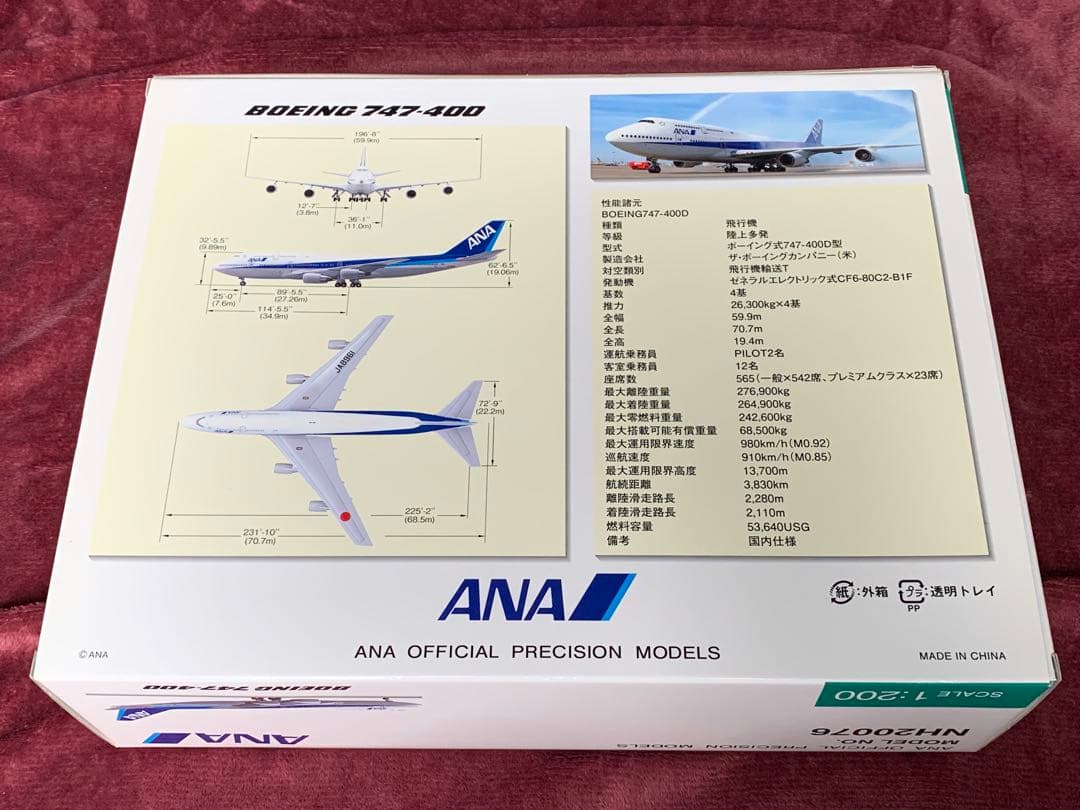 BOEING 747-400
196'-8"
(59.9m)
12'-7"
(3.8m)
36'-1"
(11.0m)
32'-5.5"
(9.89m)
ANA
ANA
62'-6.5"
(19.06m)
25'-0"
(7.6m)
89'-5.5"
(27.26m)
114'-5.5"
(34.9m)
JA8961
ANA
ANA
72'-9"
(22.2m)
225'-2"
(68.5m)
231'-10"
(70.7m)
ANA
性能諸元
BOEING747-400D
種類 飛行機
等級 陸上多発
型式 ボーイング式747-400D型
製造会社 ザ・ボーイングカンパニー(米)
対空類別 飛行機輸送T
発動機 ゼネラルエレクトリック式CF6-80C2-B1F
基数 4基
推力 26,300kg×4基
全幅 59.9m
全長 70.7m
全高 19.4m
運航乗務員 PILOT2名
客室乗務員 12名
座席数 565(一般×542席、プレミアムクラス×23席)
最大離陸重量 276,900kg
最大着陸重量 264,900kg
最大零燃料重量 242,600kg
最大搭載可能有償重量 68,500kg
最大運用限界速度 980km/h(M0.92)
巡航速度 910km/h(M0.85)
最大運用限界高度 13,700m
航続距離 3,830km
離陸滑走路長 2,280m
着陸滑走路長 2,110m
燃料容量 53,640USG
備考 国内仕様
ANA
紙:外箱 プラ:透明トレイ
PP
©ANA
ANA OFFICIAL PRECISION MODELS
MADE IN CHINA
BOEING 747-400
SCALE 1:200
ANA
ANA
ANA OFFICIAL PRECISION MODELS
MODEL NO.
NH20076